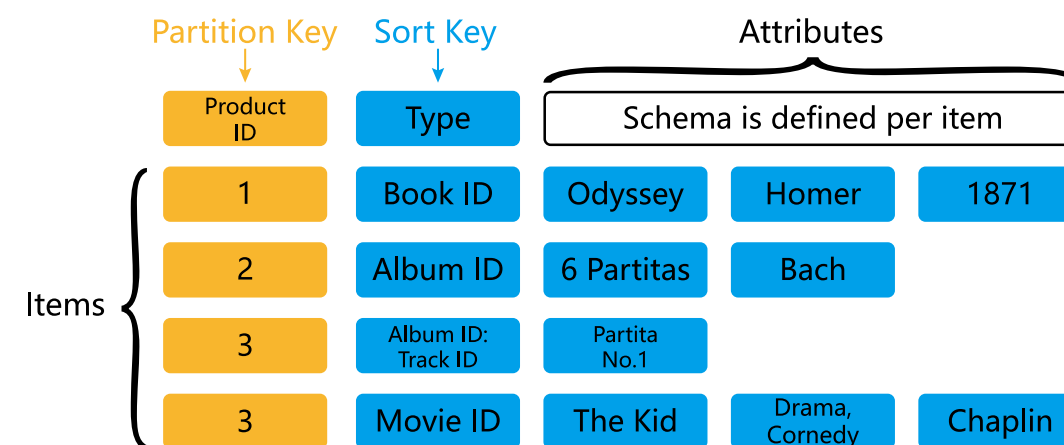 Partition Key Sort Key Attributes
Product
ID
Type
Schema is defined per item
Items
1 Book ID Odyssey Homer 1871
2 Album ID 6 Partitas Bach
3
Album ID:
Track ID
Partita
No.1
3 Movie ID The Kid
Drama,
Cornedy
Chaplin